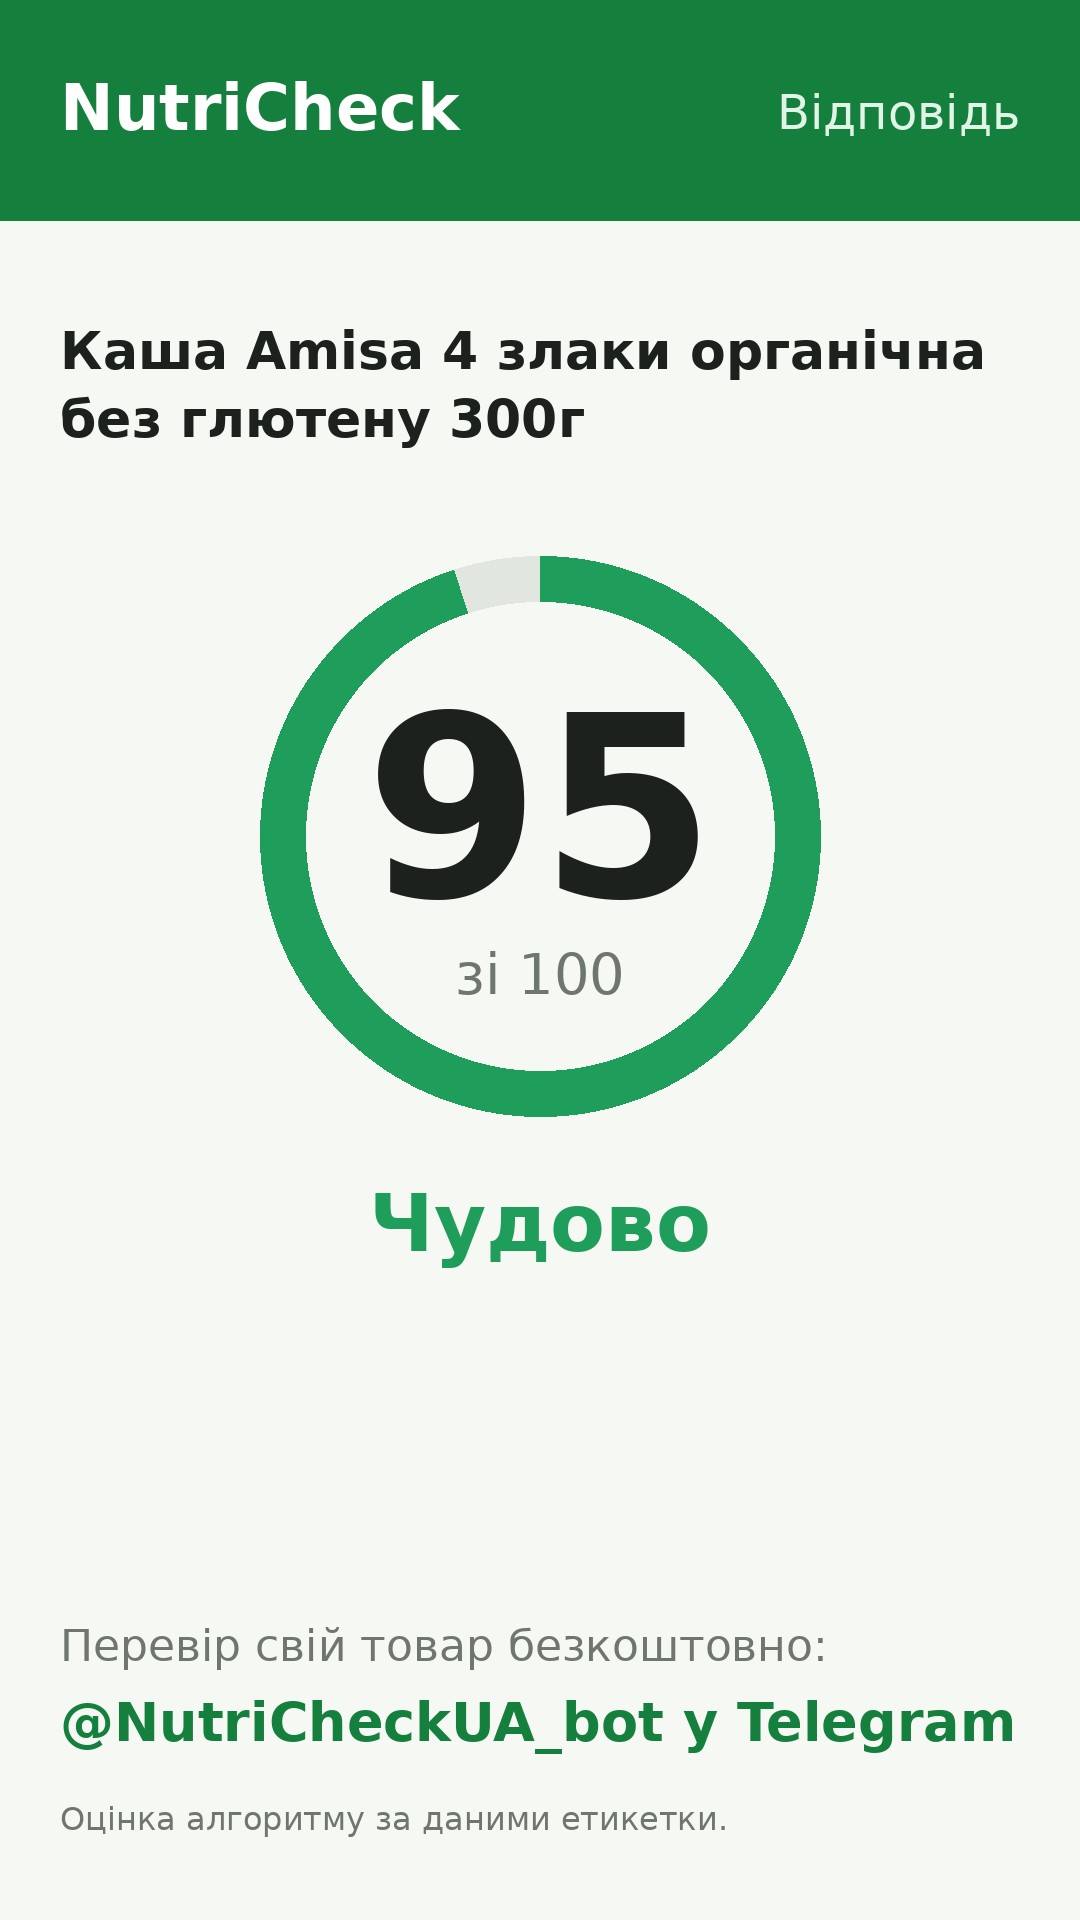 NutriCheck
Відповідь
Каша Amisa 4 злаки органічна
без глютену 300г
95
зі 100
Чудово
Перевір свій товар безкоштовно:
@NutriCheckUA_bot у Telegram
Оцінка алгоритму за даними етикетки.